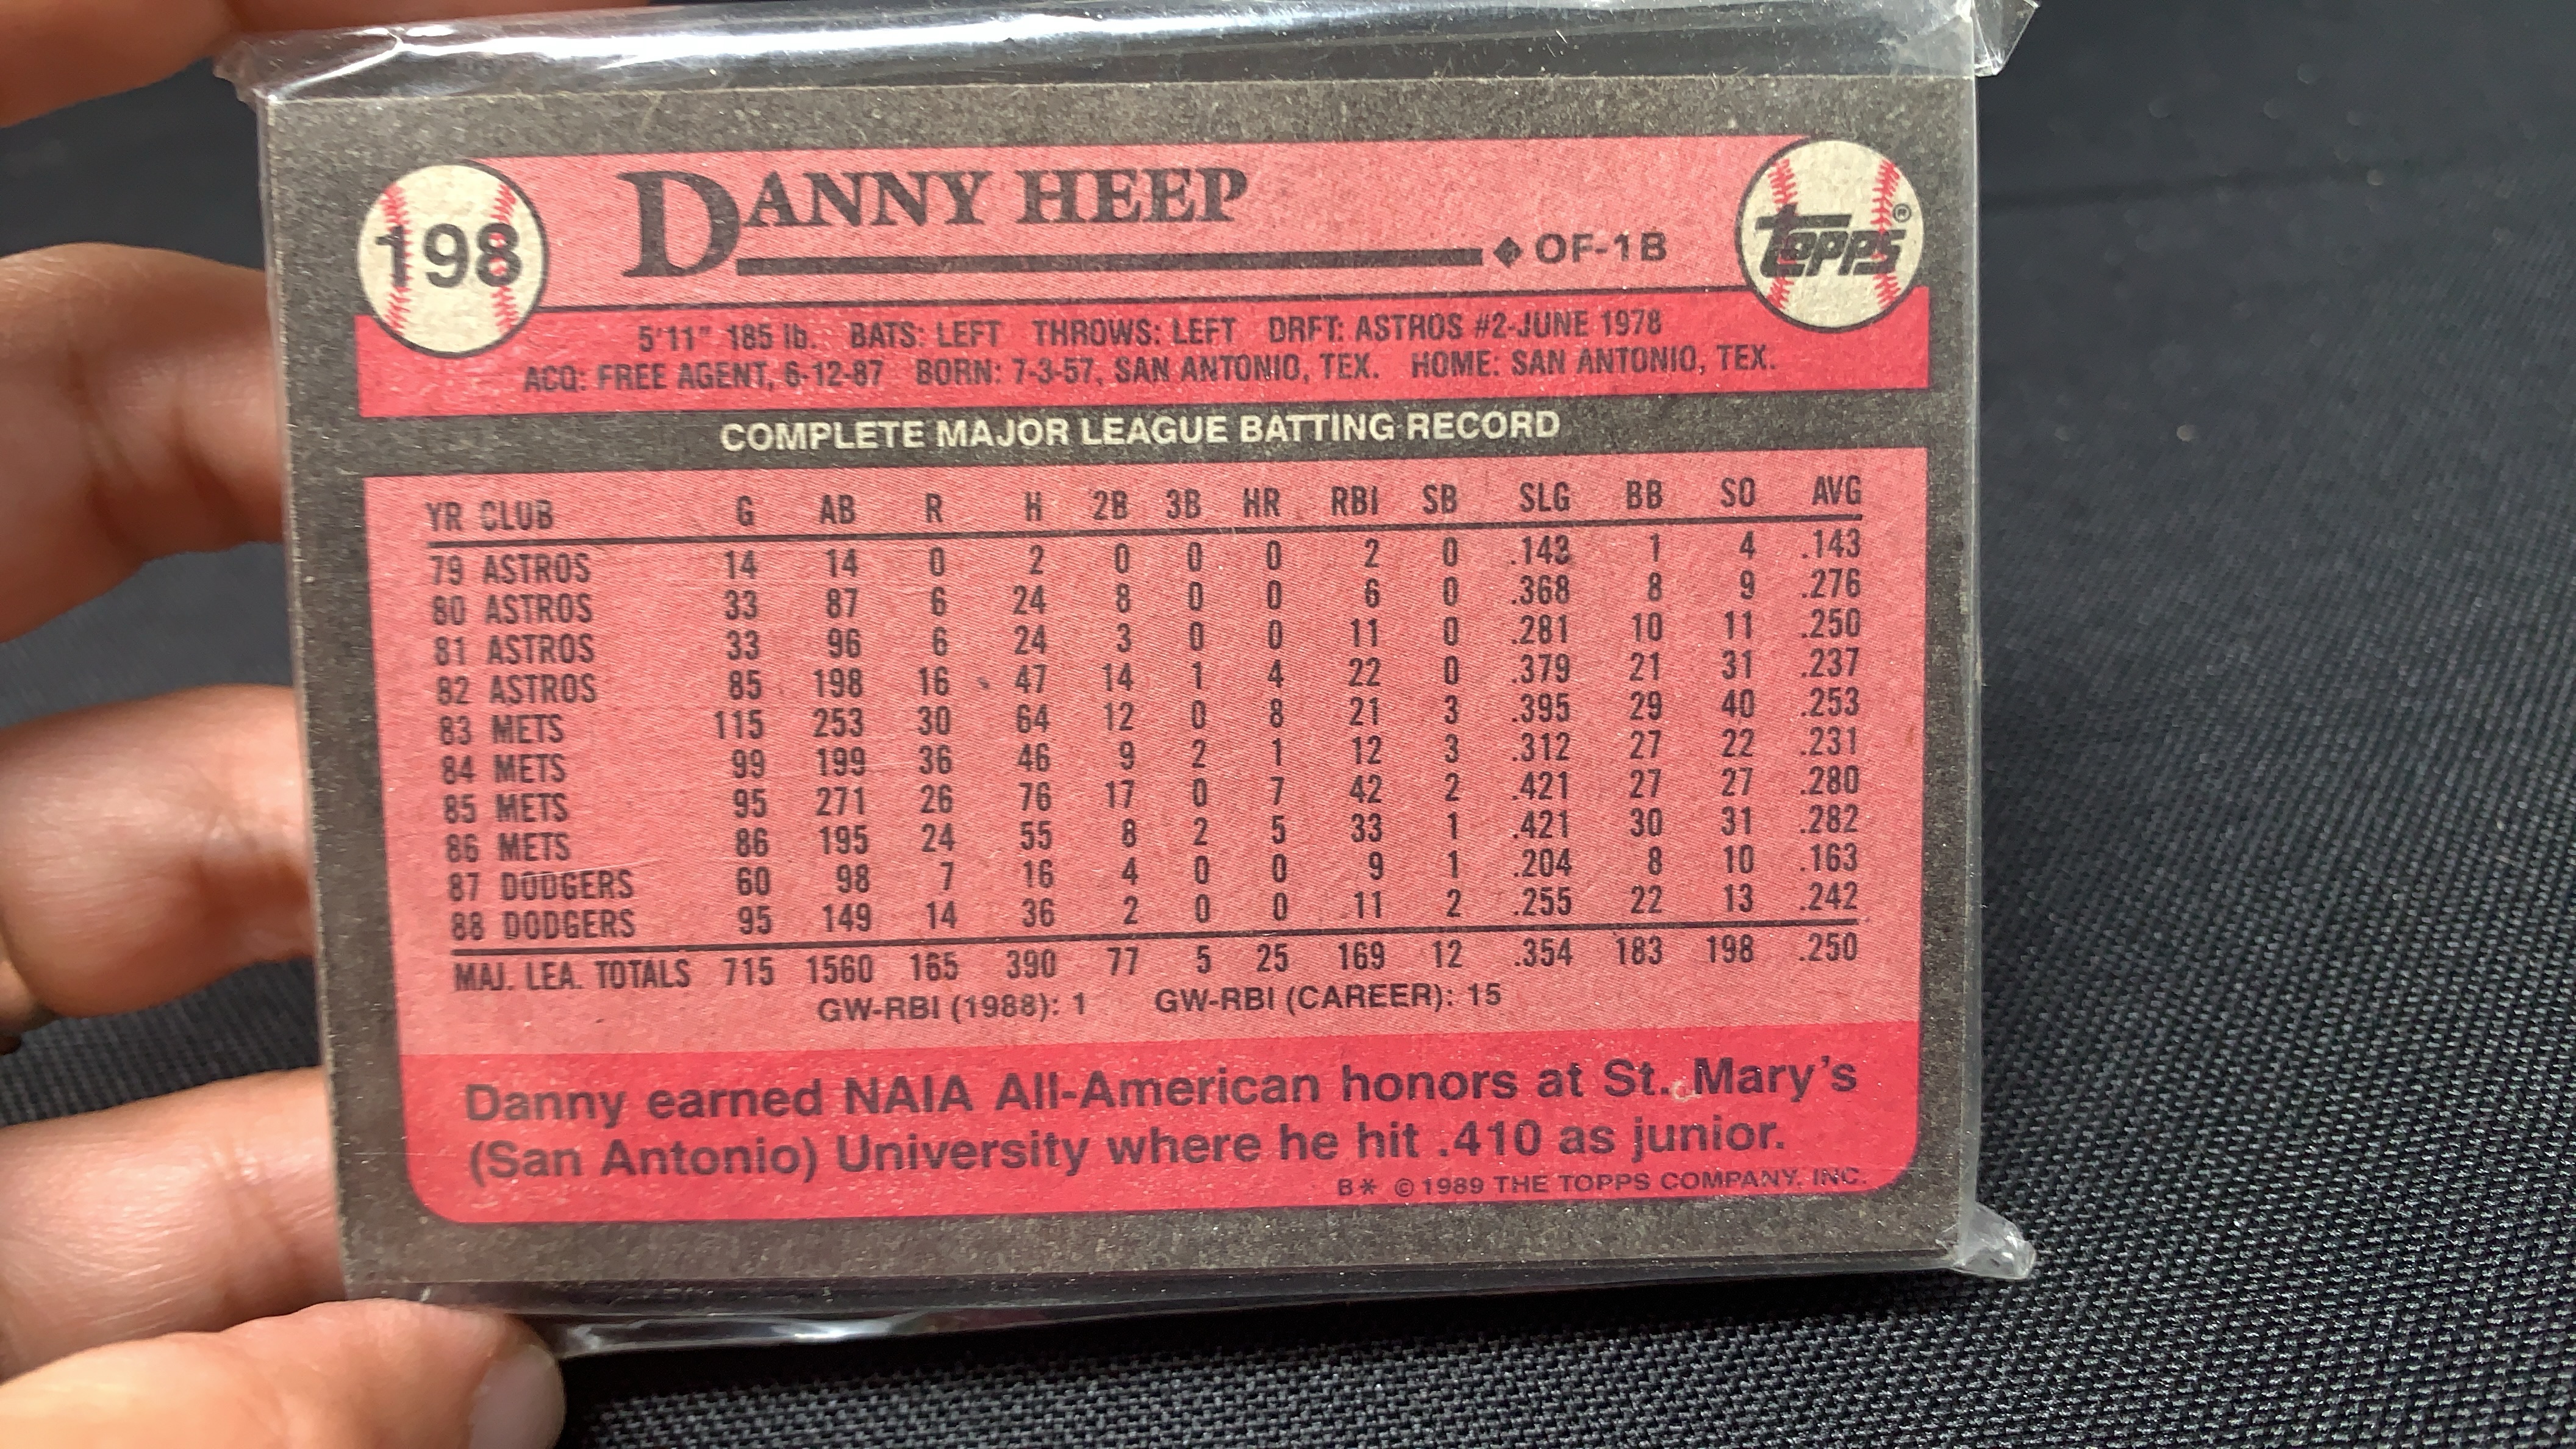 198
DANNY HEEP
OF-1B
topps®
5'11" 185 lb. BATS: LEFT THROWS: LEFT DRFT: ASTROS #2-JUNE 1978
ACQ: FREE AGENT, 6-12-87 BORN: 7-3-57, SAN ANTONIO, TEX. HOME: SAN ANTONIO, TEX.
COMPLETE MAJOR LEAGUE BATTING RECORD
YR CLUB G AB R H 2B 3B HR RBI SB SLG BB SO AVG
79 ASTROS 14 14 0 2 0 0 0 2 0 .143 1 4 .143
80 ASTROS 33 87 6 24 8 0 0 6 0 .368 8 9 .276
81 ASTROS 33 96 6 24 3 0 0 11 0 .281 10 11 .250
82 ASTROS 85 198 16 47 14 1 4 22 0 .379 21 31 .237
83 METS 115 253 30 64 12 0 8 21 3 .395 29 40 .253
84 METS 99 199 36 46 9 2 1 12 3 .312 27 22 .231
85 METS 95 271 26 76 17 0 7 42 2 .421 27 27 .280
86 METS 86 195 24 55 8 2 5 33 1 .421 30 31 .282
87 DODGERS 60 98 7 16 4 0 0 9 1 .204 8 10 .163
88 DODGERS 95 149 14 36 2 0 0 11 2 .255 22 13 .242
MAJ. LEA. TOTALS 715 1560 165 390 77 5 25 169 12 .354 183 198 .250
GW-RBI (1988): 1 GW-RBI (CAREER): 15
Danny earned NAIA All-American honors at St. Mary's
(San Antonio) University where he hit .410 as junior.
B* © 1989 THE TOPPS COMPANY, INC.